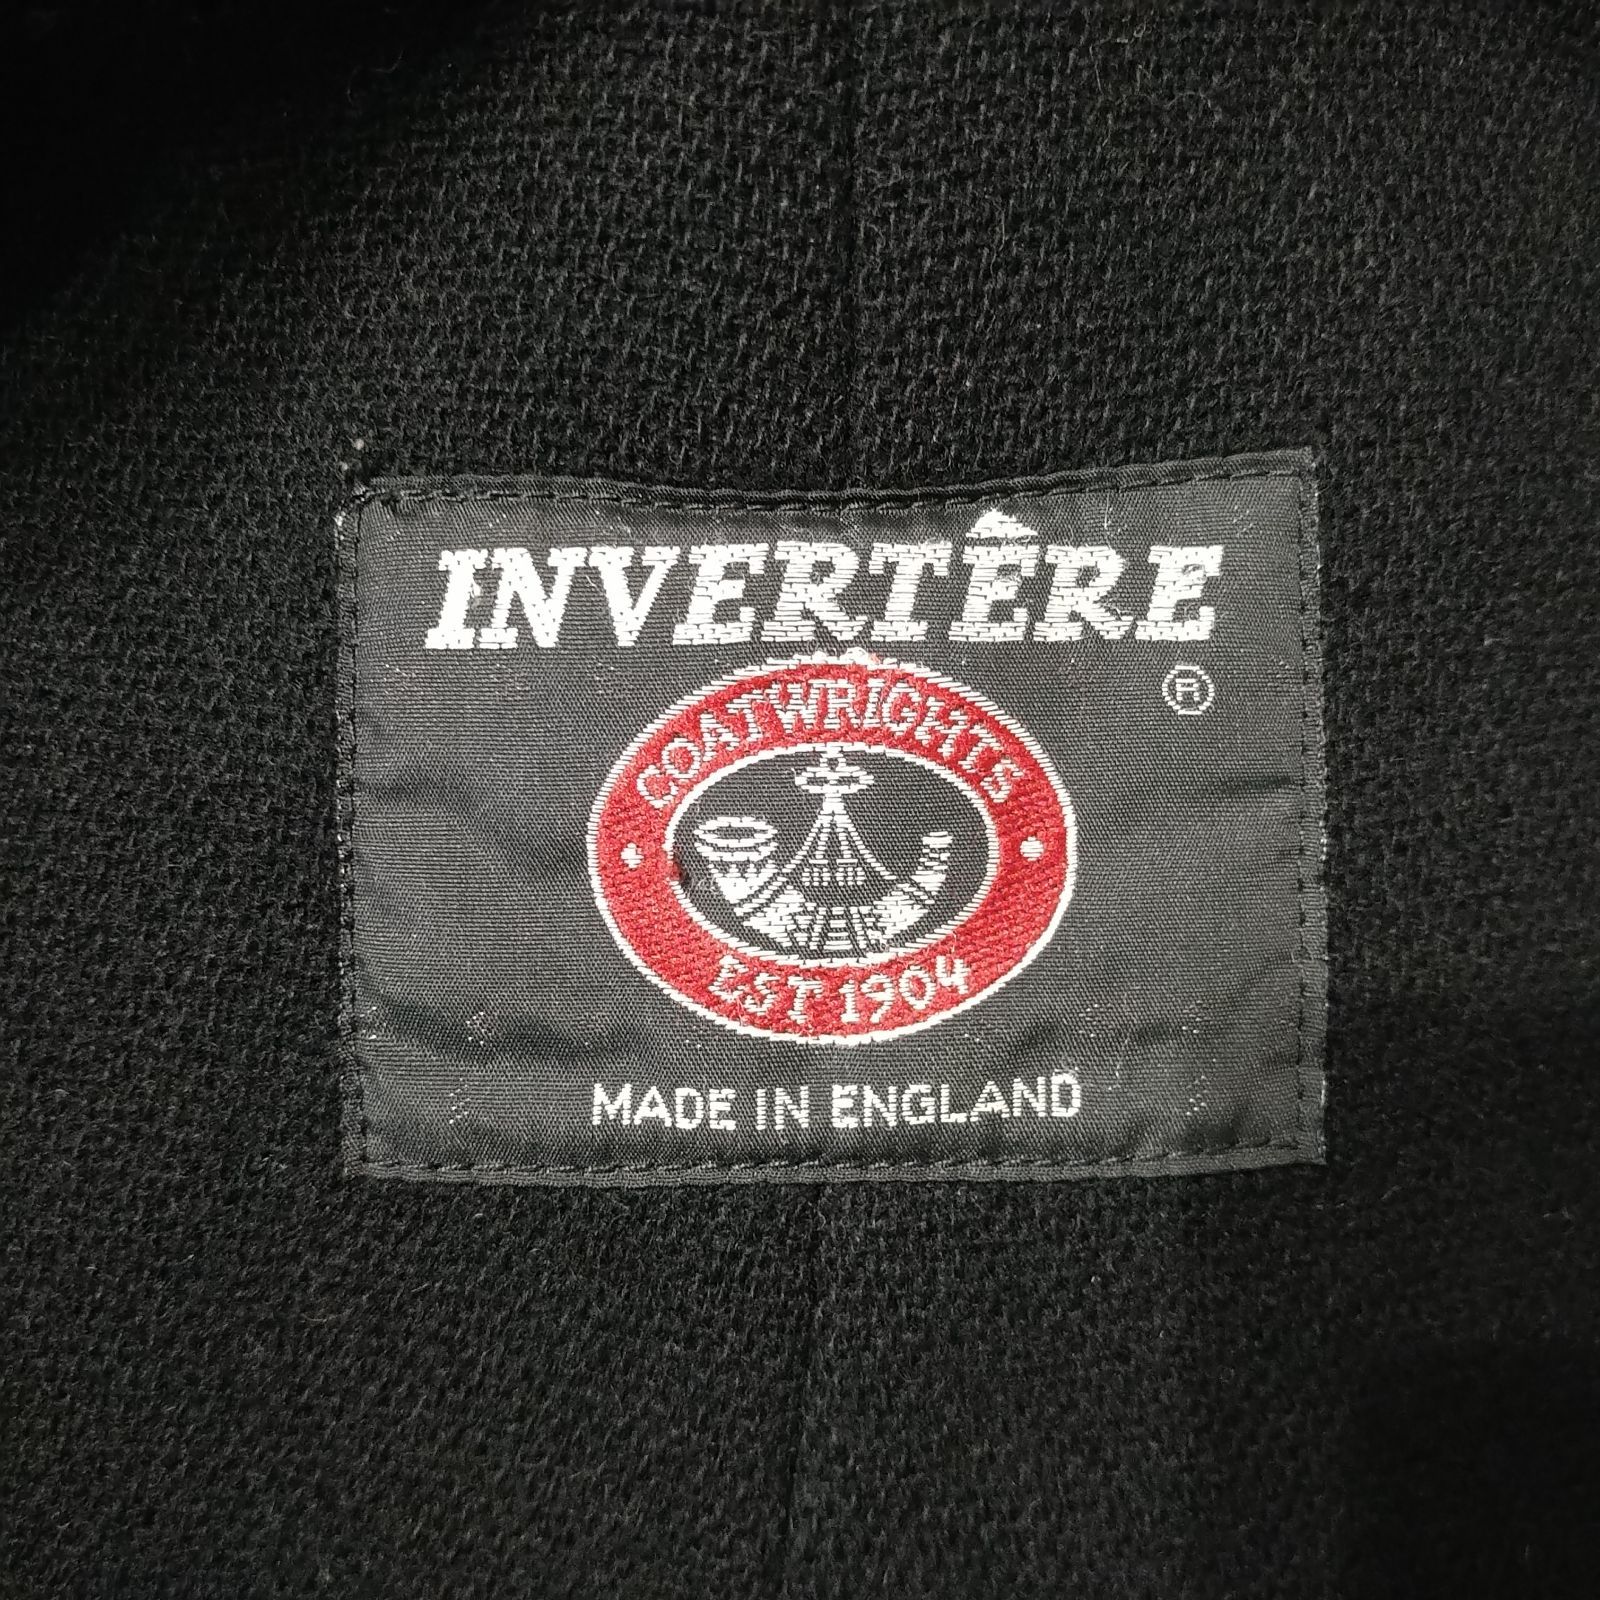 INVERTÊRE
®
COATWRIGHTS
EST 1904
MADE IN ENGLAND